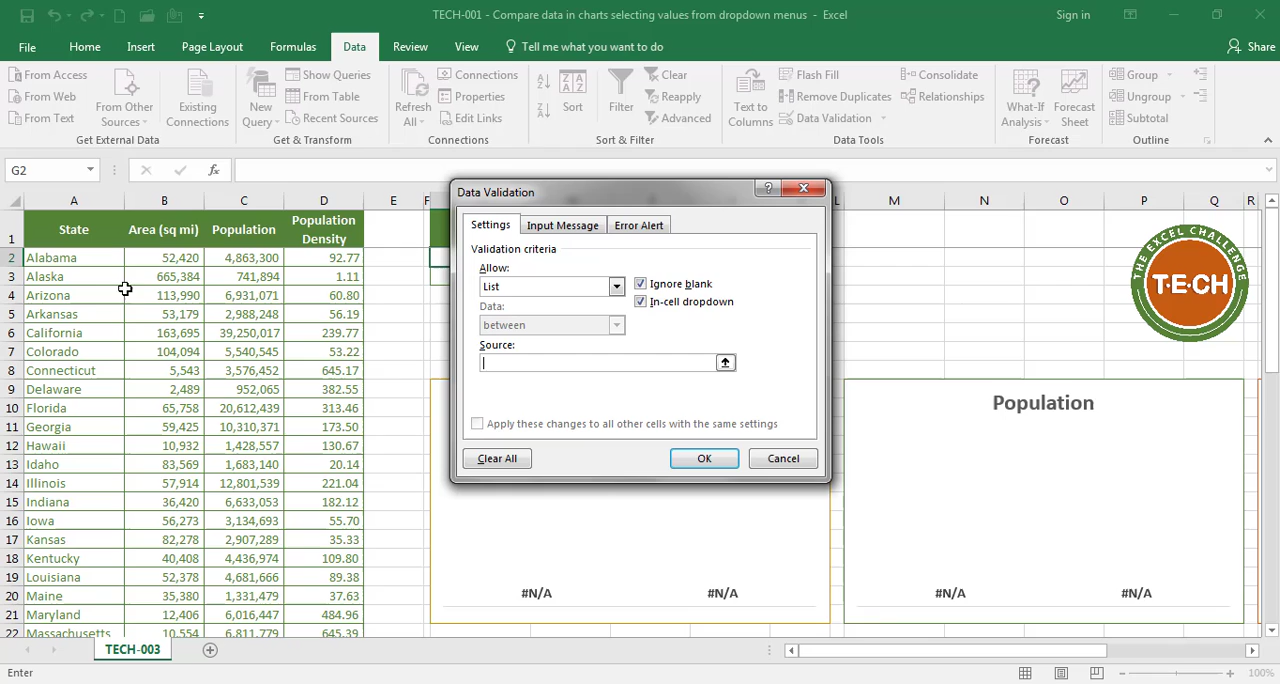 TECH-001 - Compare data in charts selecting values from dropdown menus - Excel
Sign in
File Home Insert Page Layout Formulas Data Review View Tell me what you want to do Share
From Access
From Web
From Text
From Other Sources
Existing Connections
Get External Data
New Query
Show Queries
From Table
Recent Sources
Get & Transform
Refresh All
Connections
Properties
Edit Links
Connections
Sort
Filter
Clear
Reapply
Advanced
Sort & Filter
Text to Columns
Flash Fill
Remove Duplicates
Data Validation
Consolidate
Relationships
Data Tools
What-If Analysis
Forecast Sheet
Forecast
Group
Ungroup
Subtotal
Outline
G2
A B C D E F L M N O P Q R
1 State Area (sq mi) Population Population Density
2 Alabama 52,420 4,863,300 92.77
3 Alaska 665,384 741,894 1.11
4 Arizona 113,990 6,931,071 60.80
5 Arkansas 53,179 2,988,248 56.19
6 California 163,695 39,250,017 239.77
7 Colorado 104,094 5,540,545 53.22
8 Connecticut 5,543 3,576,452 645.17
9 Delaware 2,489 952,065 382.55
10 Florida 65,758 20,612,439 313.46
11 Georgia 59,425 10,310,371 173.50
12 Hawaii 10,932 1,428,557 130.67
13 Idaho 83,569 1,683,140 20.14
14 Illinois 57,914 12,801,539 221.04
15 Indiana 36,420 6,633,053 182.12
16 Iowa 56,273 3,134,693 55.70
17 Kansas 82,278 2,907,289 35.33
18 Kentucky 40,408 4,436,974 109.80
19 Louisiana 52,378 4,681,666 89.38
20 Maine 35,380 1,331,479 37.63
21 Maryland 12,406 6,016,447 484.96
22 Massachusetts 10,554 6,811,779 645.39
Data Validation
Settings Input Message Error Alert
Validation criteria
Allow:
List
Ignore blank
Data:
In-cell dropdown
between
Source:
Apply these changes to all other cells with the same settings
Clear All OK Cancel
THE EXCEL CHALLENGE
T·E·CH
Population
#N/A #N/A #N/A #N/A
TECH-003
Enter
100%